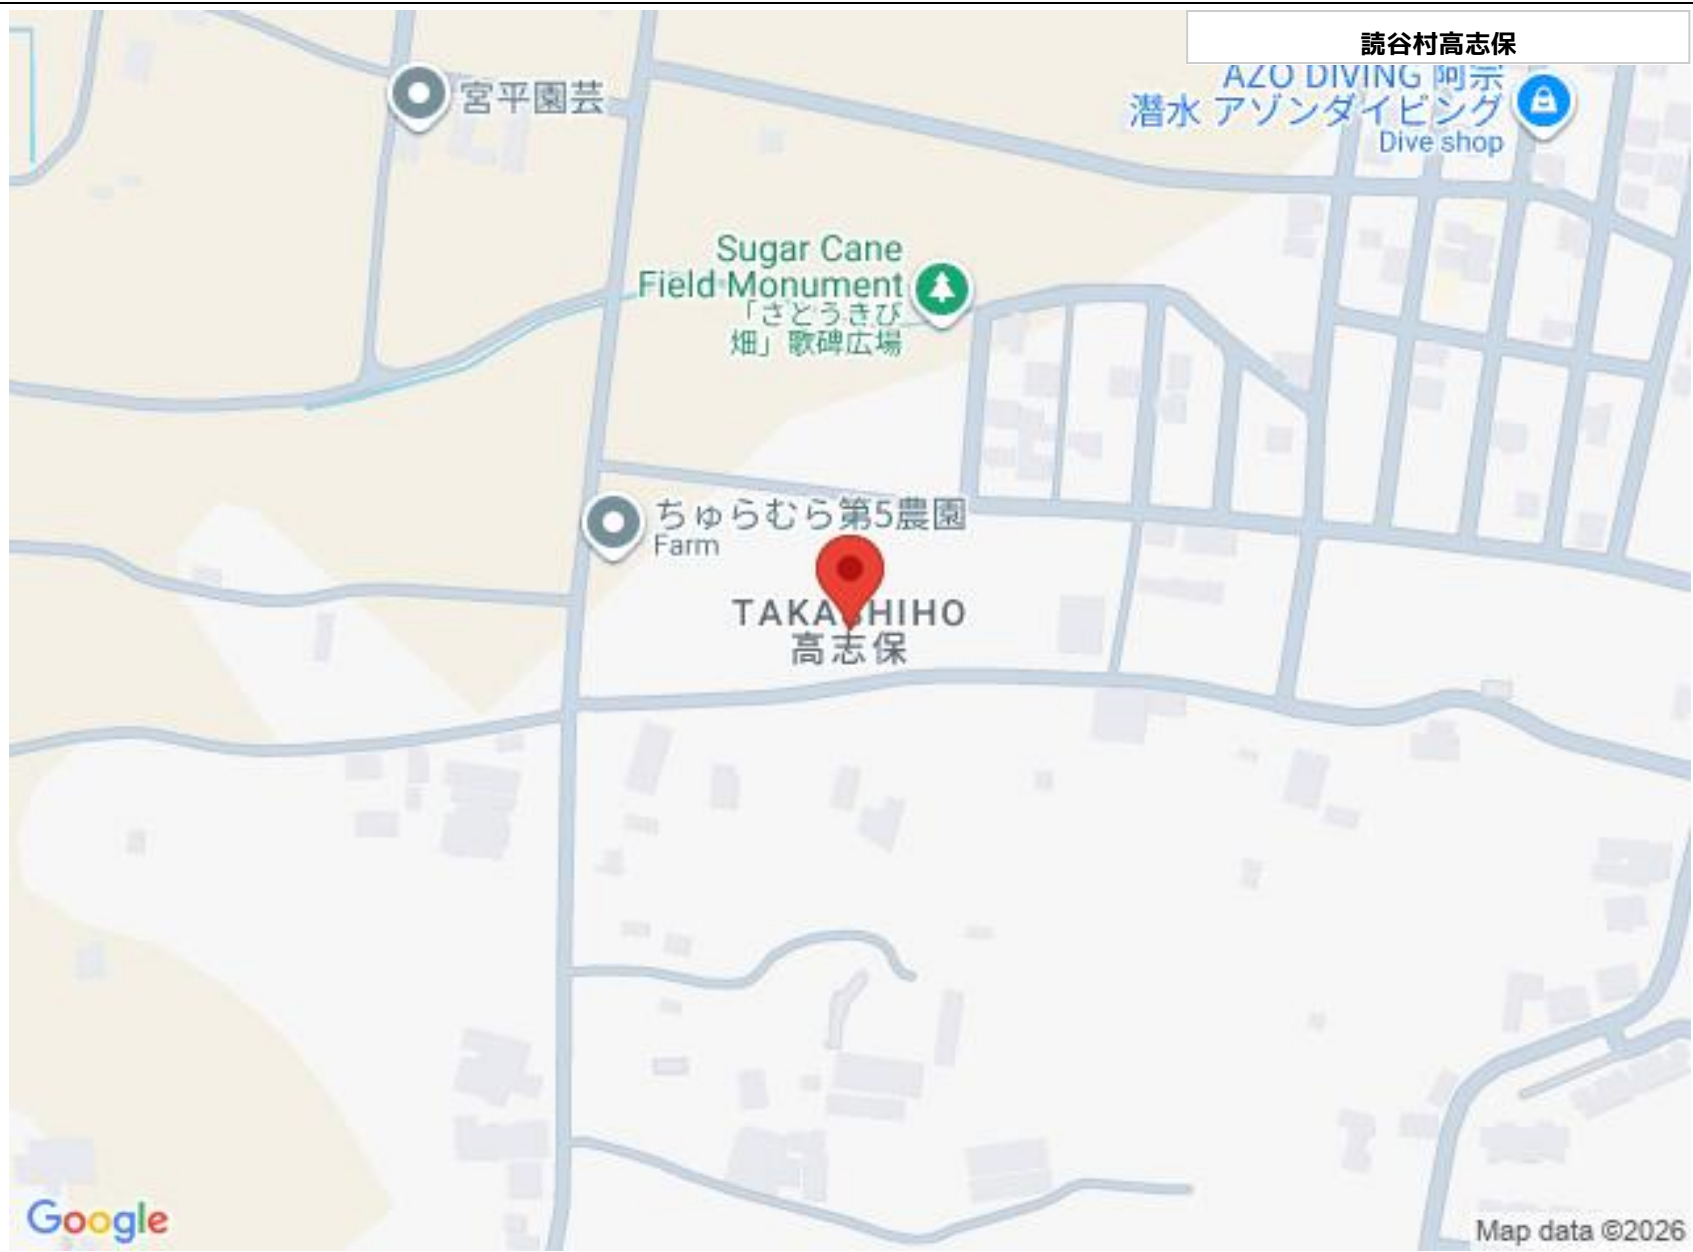 読谷村高志保
AZO DIVING 阿宗
潜水 アゾンダイビング
Dive shop
宮平園芸
Sugar Cane
Field Monument
「さとうきび
畑」歌碑広場
ちゅらむら第5農園
Farm
TAKASHIHO
高志保
Google
Map data ©2026